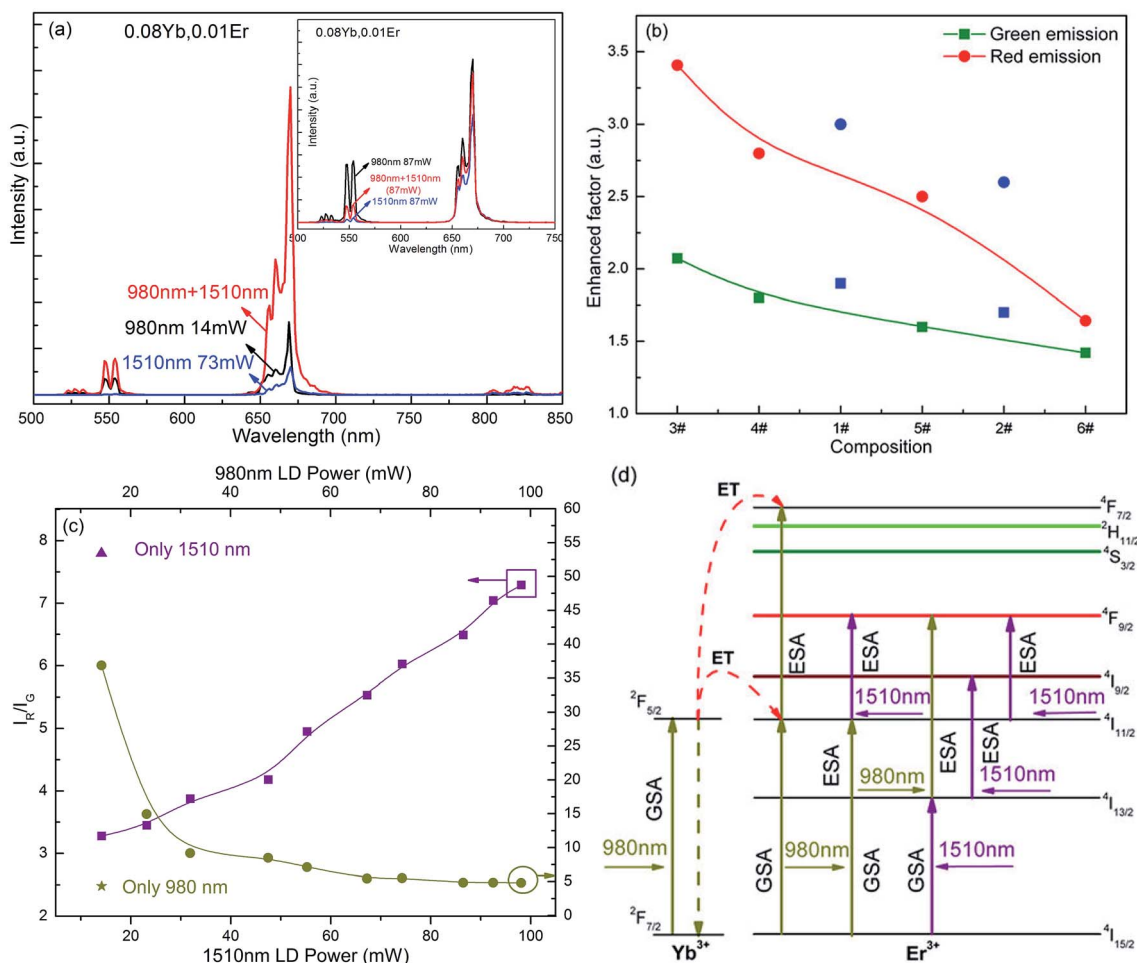 (a)
0.08Yb,0.01Er
Intensity (a.u.)
980nm+1510nm
980nm 14mW
1510nm 73mW
500 550 600 650 700 750 800 850
Wavelength (nm)
0.08Yb,0.01Er
Intensity (a.u.)
980nm 87mW
980nm+1510nm
(87mW)
1510nm 87mW
500 550 600 650 700 750
Wavelength (nm)
(b)
Green emission
Red emission
Enhanced factor (a.u.)
3.5
3.0
2.5
2.0
1.5
1.0
3# 4# 1# 5# 2# 6#
Composition
980nm LD Power (mW)
20 40 60 80 100
(c)
Only 1510 nm
Only 980 nm
I_R/I_G
8
7
6
5
4
3
2
60
55
50
45
40
35
30
25
20
15
10
5
0
20 40 60 80 100
1510nm LD Power (mW)
(d)
ET
⁴F₇/₂
²H₁₁/₂
⁴S₃/₂
ESA
ESA
ESA
⁴F₉/₂
ET
ESA
⁴I₉/₂
²F₅/₂
1510nm
1510nm
⁴I₁₁/₂
GSA
ESA
980nm
ESA
ESA
1510nm
⁴I₁₃/₂
980nm
GSA
980nm
GSA
GSA
1510nm
²F₇/₂
⁴I₁₅/₂
Yb³⁺
Er³⁺